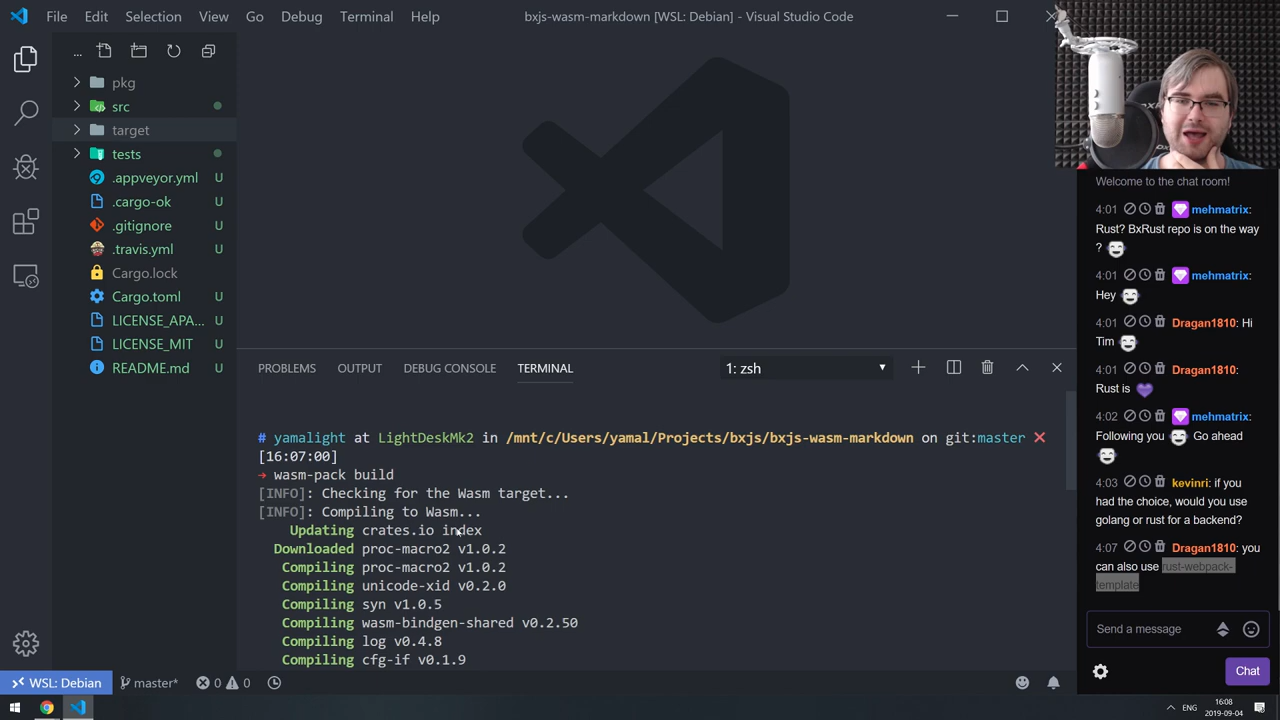 File Edit Selection View Go Debug Terminal Help
bxjs-wasm-markdown [WSL: Debian] - Visual Studio Code
...
pkg
src
target
tests
.appveyor.yml U
.cargo-ok U
.gitignore U
.travis.yml U
Cargo.lock
Cargo.toml U
LICENSE_APA... U
LICENSE_MIT U
README.md U
PROBLEMS OUTPUT DEBUG CONSOLE TERMINAL
1: zsh
# yamalight at LightDeskMk2 in /mnt/c/Users/yamal/Projects/bxjs/bxjs-wasm-markdown on git:master
[16:07:00]
→ wasm-pack build
[INFO]: Checking for the Wasm target...
[INFO]: Compiling to Wasm...
Updating crates.io index
Downloaded proc-macro2 v1.0.2
Compiling proc-macro2 v1.0.2
Compiling unicode-xid v0.2.0
Compiling syn v1.0.5
Compiling wasm-bindgen-shared v0.2.50
Compiling log v0.4.8
Compiling cfg-if v0.1.9
WSL: Debian master* 0 0
Welcome to the chat room!
4:01 mehmatrix:
Rust? BxRust repo is on the way
?
4:01 mehmatrix:
Hey
4:01 Dragan1810: Hi
Tim
4:01 Dragan1810:
Rust is
4:02 mehmatrix:
Following you Go ahead
4:03 kevinri: if you
had the choice, would you use
golang or rust for a backend?
4:07 Dragan1810: you
can also use rust-webpack-
template
Send a message
Chat
ENG
16:08
2019-09-04